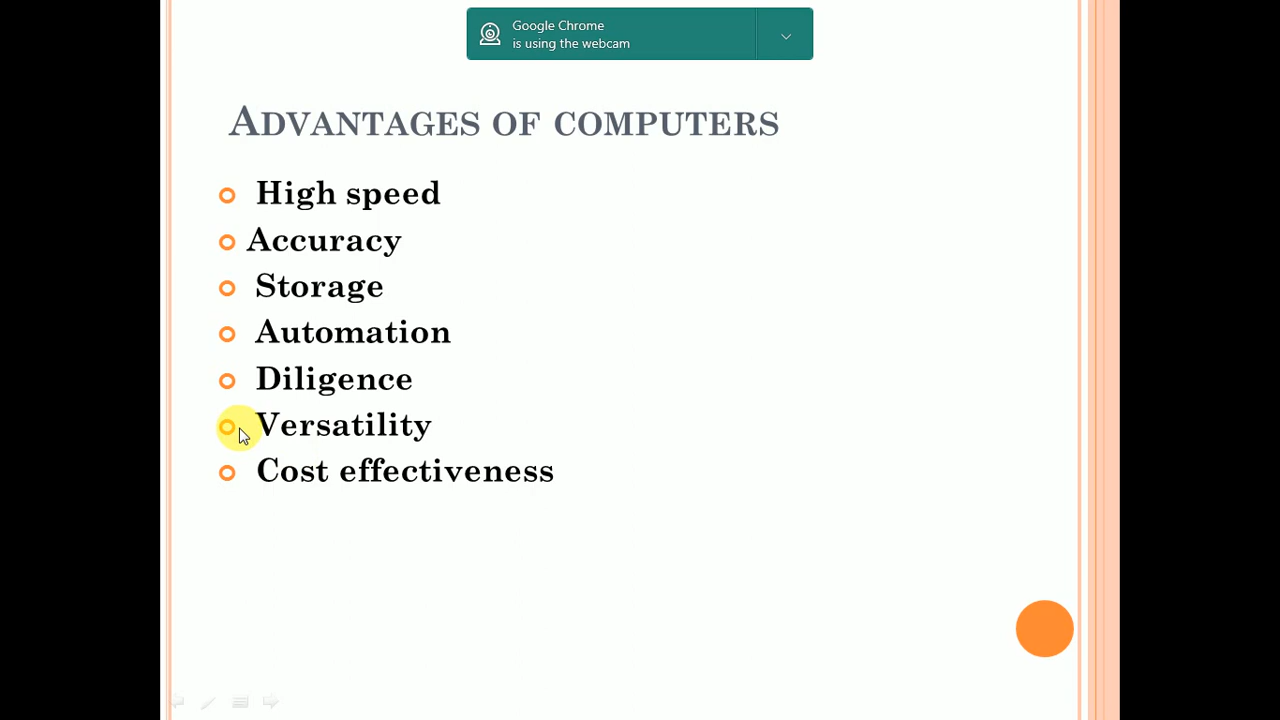 Google Chrome
is using the webcam
ADVANTAGES OF COMPUTERS
High speed
Accuracy
Storage
Automation
Diligence
Versatility
Cost effectiveness